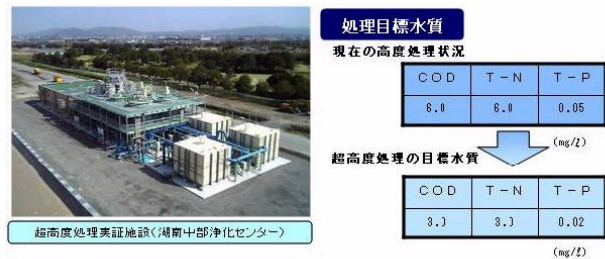 処理目標水質
現在の高度処理状況
COD T-N T-P
6.0 6.0 0.05
(mg/ℓ)
超高度処理の目標水質
COD T-N T-P
3.0 3.0 0.02
(mg/ℓ)
超高度処理実証施設(湖南中部浄化センター)